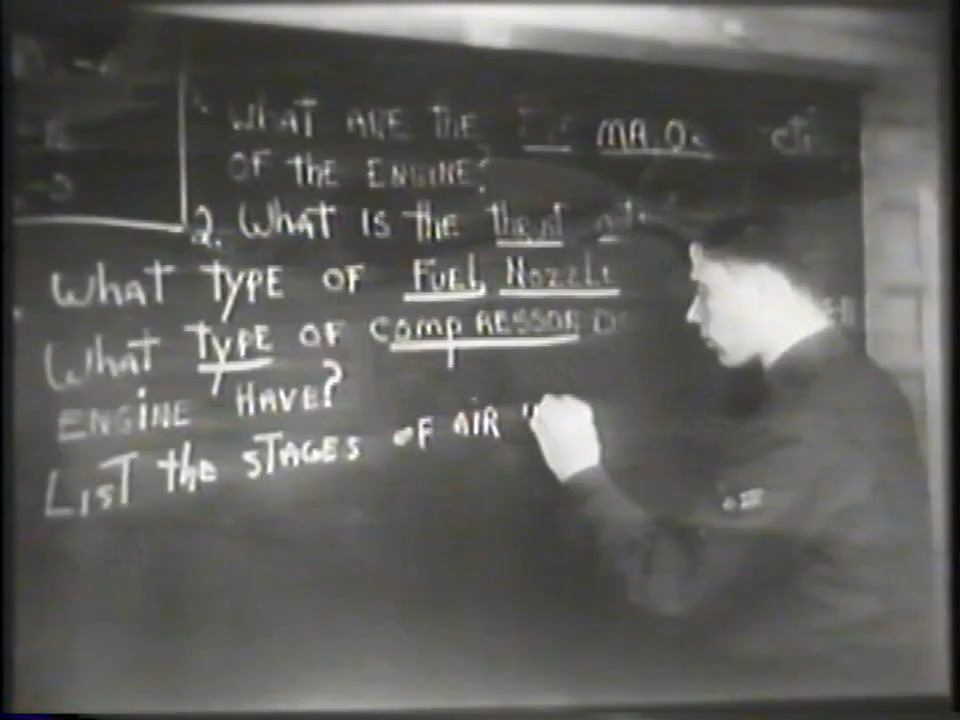 WHAT ARE THE
OF the ENGINE?
2. WHAT IS the thrust
WHAT TYPE OF FUEL NOZZLE
WHAT TYPE OF COMPRESSOR
ENGINE HAVE?
LIST the STAGES OF AIR